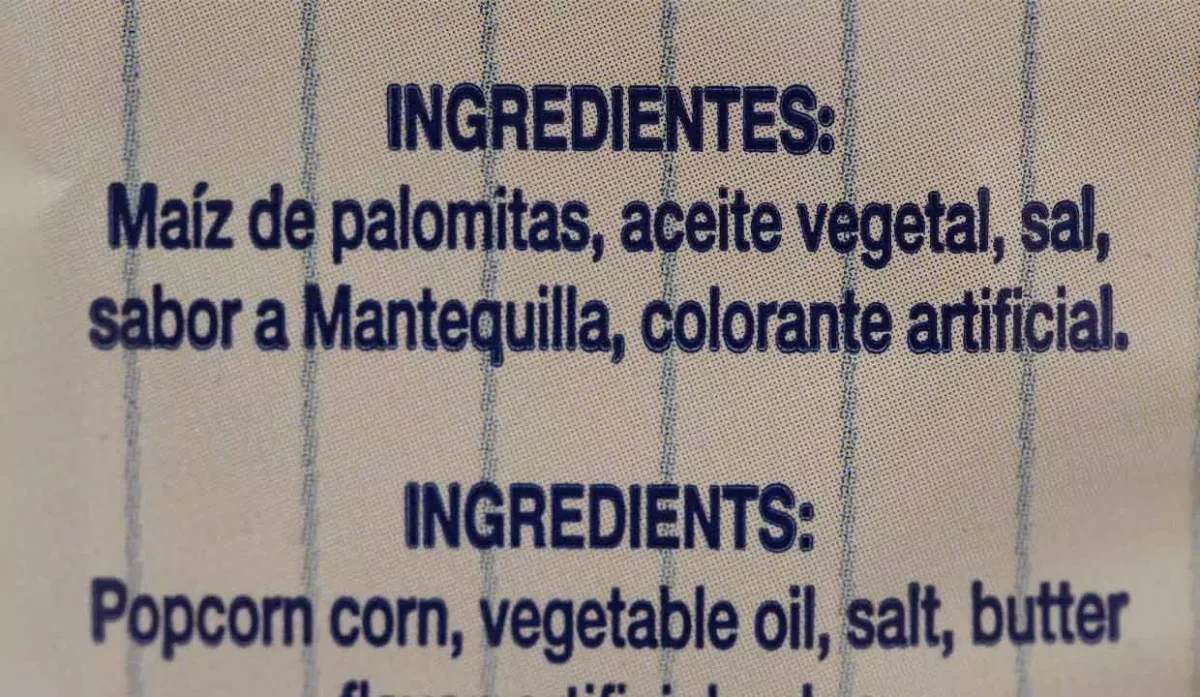 INGREDIENTES:
Maíz de palomitas, aceite vegetal, sal,
sabor a Mantequilla, colorante artificial.
INGREDIENTS:
Popcorn corn, vegetable oil, salt, butter